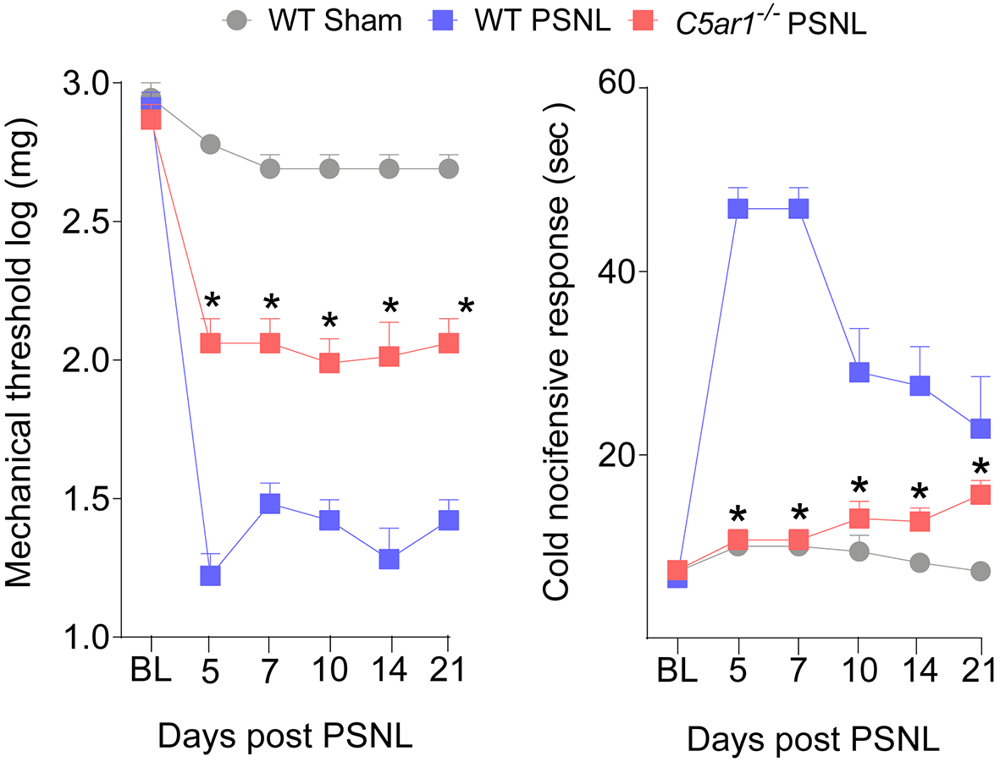 WT Sham WT PSNL C5ar1-/- PSNL
Mechanical threshold log (mg)
3.0
2.5
2.0
1.5
1.0
* * * * *
BL 5 7 10 14 21
Days post PSNL
Cold nocifensive response (sec)
60
40
20
* * * * *
BL 5 7 10 14 21
Days post PSNL